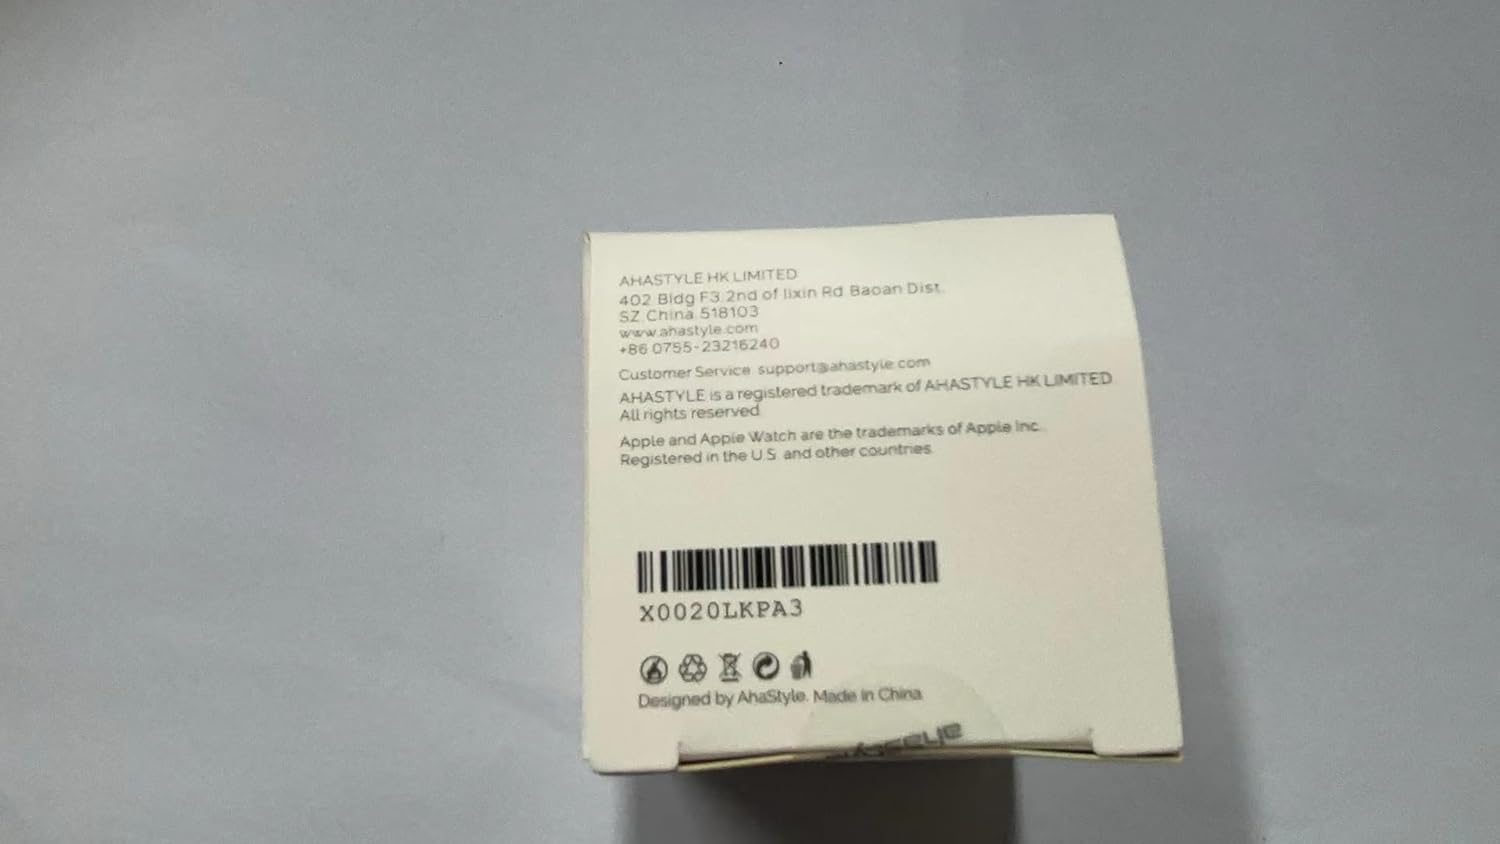 AHASTYLE HK LIMITED
402 Bldg F3 2nd of lixin Rd Baoan Dist.
SZ China 518103
www.ahastyle.com
+86 0755-23216240
Customer Service support@ahastyle.com
AHASTYLE is a registered trademark of AHASTYLE HK LIMITED
All rights reserved
Apple and Apple Watch are the trademarks of Apple Inc.
Registered in the U.S. and other countries.
X0020LKPA3
Designed by AhaStyle. Made in China